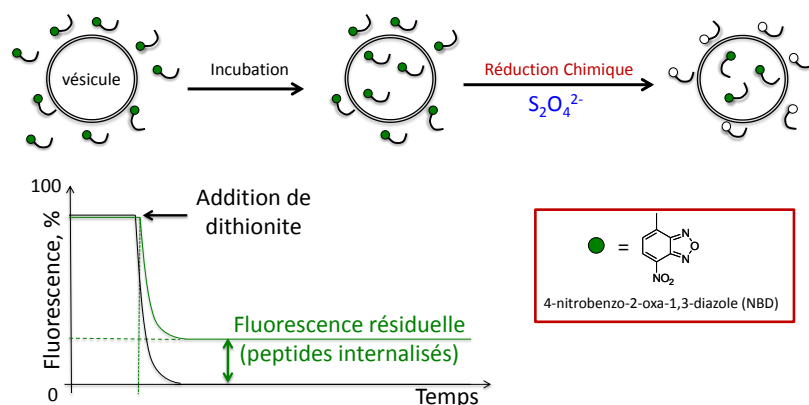 vésicule
Incubation
Réduction Chimique
S₂O₄²⁻
100
Fluorescence, %
0
Addition de
dithionite
Fluorescence résiduelle
(peptides internalisés)
Temps
=
N
O
N
NO₂
4-nitrobenzo-2-oxa-1,3-diazole (NBD)